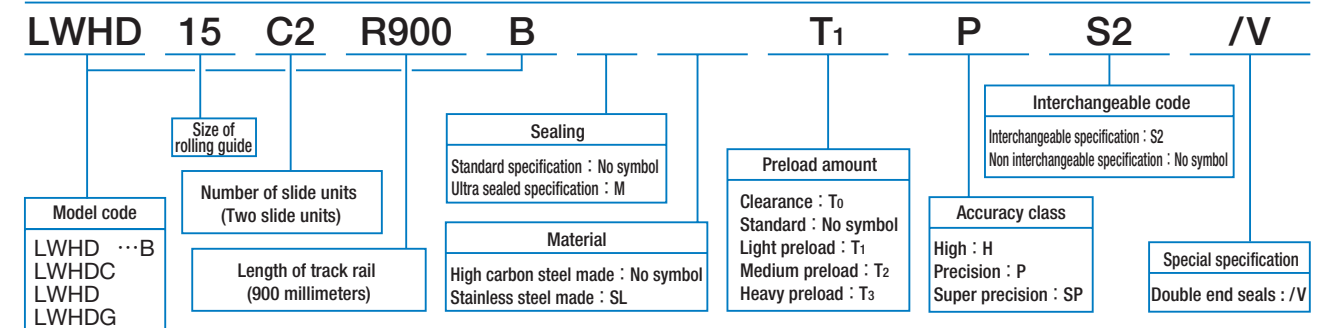 LWHD 15 C2 R900 B T1 P S2 /V
Size of
rolling guide
Number of slide units
(Two slide units)
Length of track rail
(900 millimeters)
Model code
LWHD …B
LWHDC
LWHD
LWHDG
Sealing
Standard specification : No symbol
Ultra sealed specification : M
Material
High carbon steel made : No symbol
Stainless steel made : SL
Preload amount
Clearance : T0
Standard : No symbol
Light preload : T1
Medium preload : T2
Heavy preload : T3
Interchangeable code
Interchangeable specification : S2
Non interchangeable specification : No symbol
Accuracy class
High : H
Precision : P
Super precision : SP
Special specification
Double end seals : /V